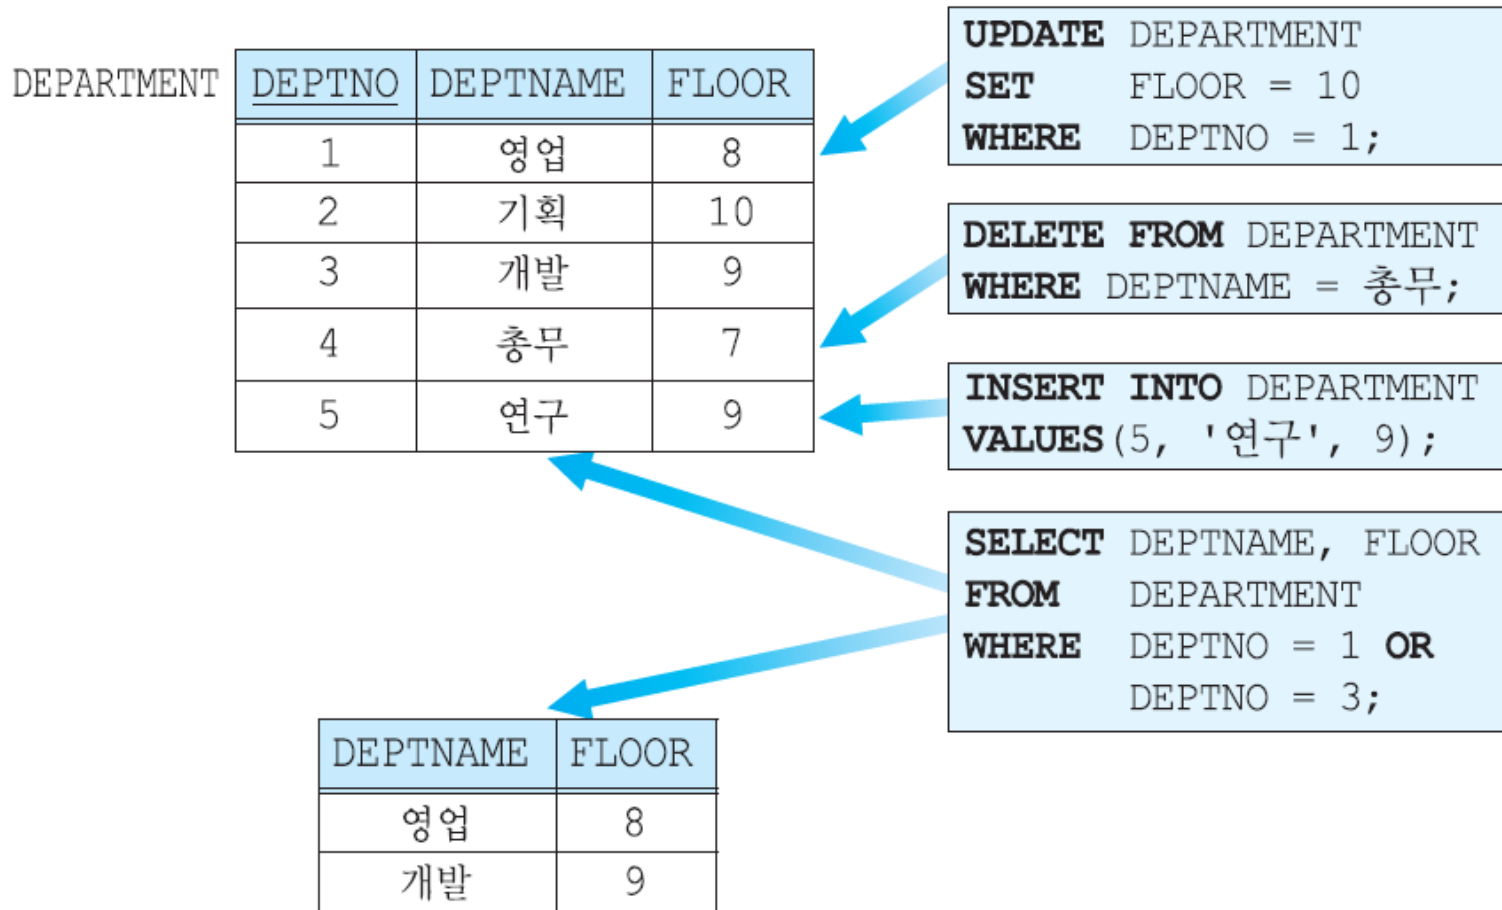 DEPARTMENT
DEPTNO DEPTNAME FLOOR
1 영업 8
2 기획 10
3 개발 9
4 총무 7
5 연구 9
UPDATE DEPARTMENT
SET FLOOR = 10
WHERE DEPTNO = 1;
DELETE FROM DEPARTMENT
WHERE DEPTNAME = 총무;
INSERT INTO DEPARTMENT
VALUES(5, '연구', 9);
SELECT DEPTNAME, FLOOR
FROM DEPARTMENT
WHERE DEPTNO = 1 OR
DEPTNO = 3;
DEPTNAME FLOOR
영업 8
개발 9